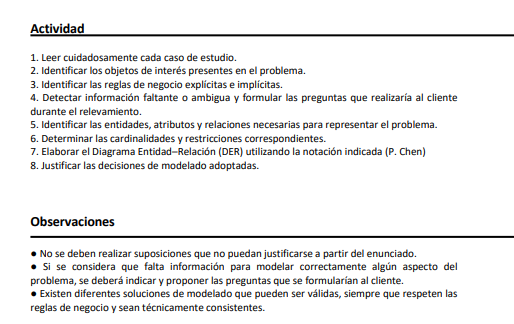 Actividad
1. Leer cuidadosamente cada caso de estudio.
2. Identificar los objetos de interés presentes en el problema.
3. Identificar las reglas de negocio explícitas e implícitas.
4. Detectar información faltante o ambigua y formular las preguntas que realizaría al cliente
durante el relevamiento.
5. Identificar las entidades, atributos y relaciones necesarias para representar el problema.
6. Determinar las cardinalidades y restricciones correspondientes.
7. Elaborar el Diagrama Entidad–Relación (DER) utilizando la notación indicada (P. Chen)
8. Justificar las decisiones de modelado adoptadas.
Observaciones
● No se deben realizar suposiciones que no puedan justificarse a partir del enunciado.
● Si se considera que falta información para modelar correctamente algún aspecto del
problema, se deberá indicar y proponer las preguntas que se formularían al cliente.
● Existen diferentes soluciones de modelado que pueden ser válidas, siempre que respeten las
reglas de negocio y sean técnicamente consistentes.